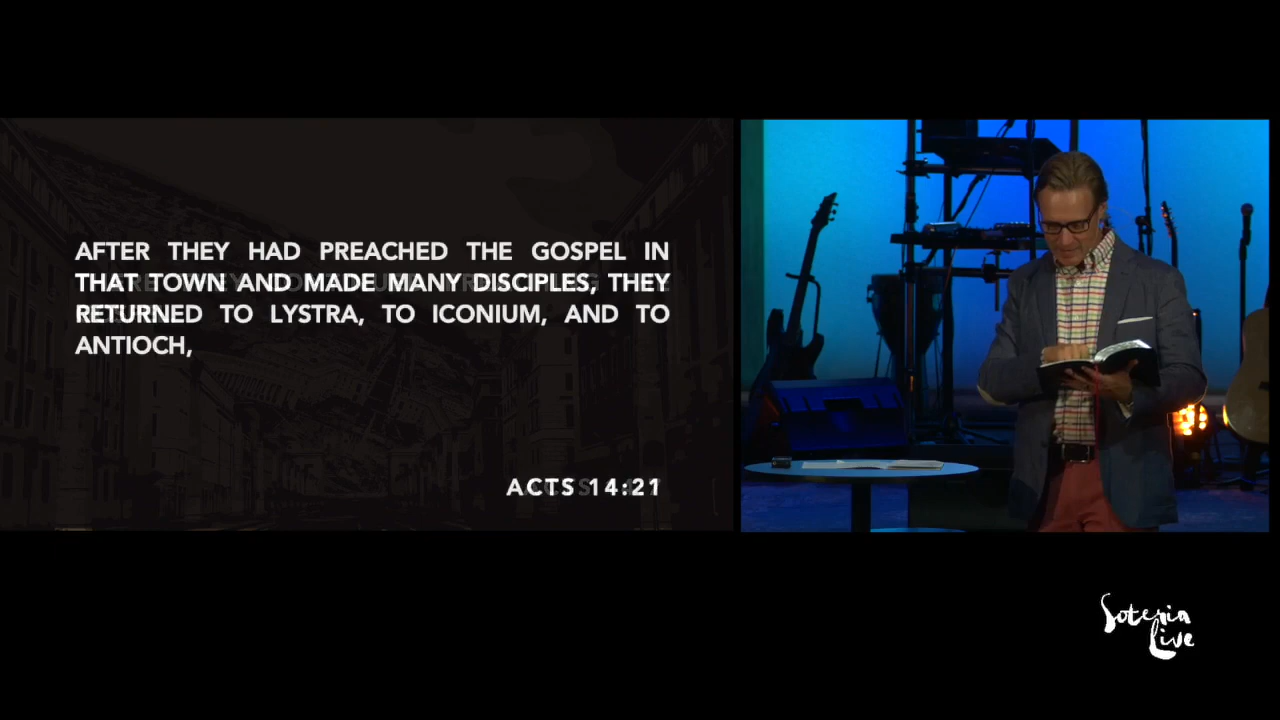 AFTER THEY HAD PREACHED THE GOSPEL IN
THAT TOWN AND MADE MANY DISCIPLES, THEY
RETURNED TO LYSTRA, TO ICONIUM, AND TO
ANTIOCH,
ACTS 14:21
Soteria
Live